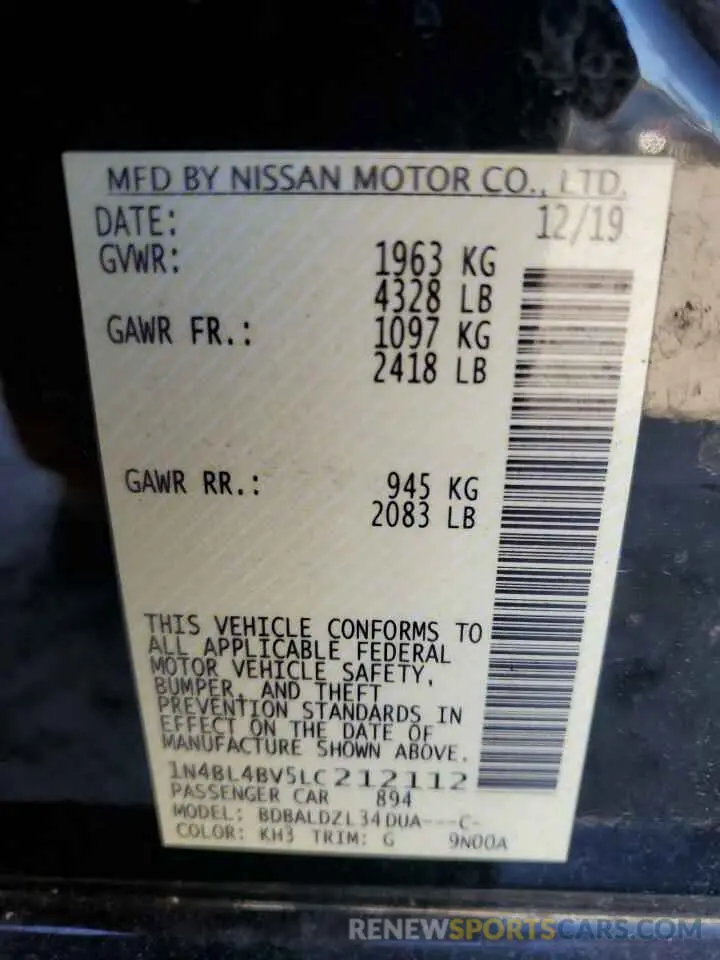 MFD BY NISSAN MOTOR CO., LTD.
DATE: 12/19
GVWR: 1963 KG
4328 LB
GAWR FR.: 1097 KG
2418 LB
GAWR RR.: 945 KG
2083 LB
THIS VEHICLE CONFORMS TO
ALL APPLICABLE FEDERAL
MOTOR VEHICLE SAFETY,
BUMPER, AND THEFT
PREVENTION STANDARDS IN
EFFECT ON THE DATE OF
MANUFACTURE SHOWN ABOVE.
1N4BL4BV5LC212112
PASSENGER CAR 894
MODEL: BDBALDZL34DUA---C-
COLOR: KH3 TRIM: G 9N00A
RENEWSPORTSCARS.COM